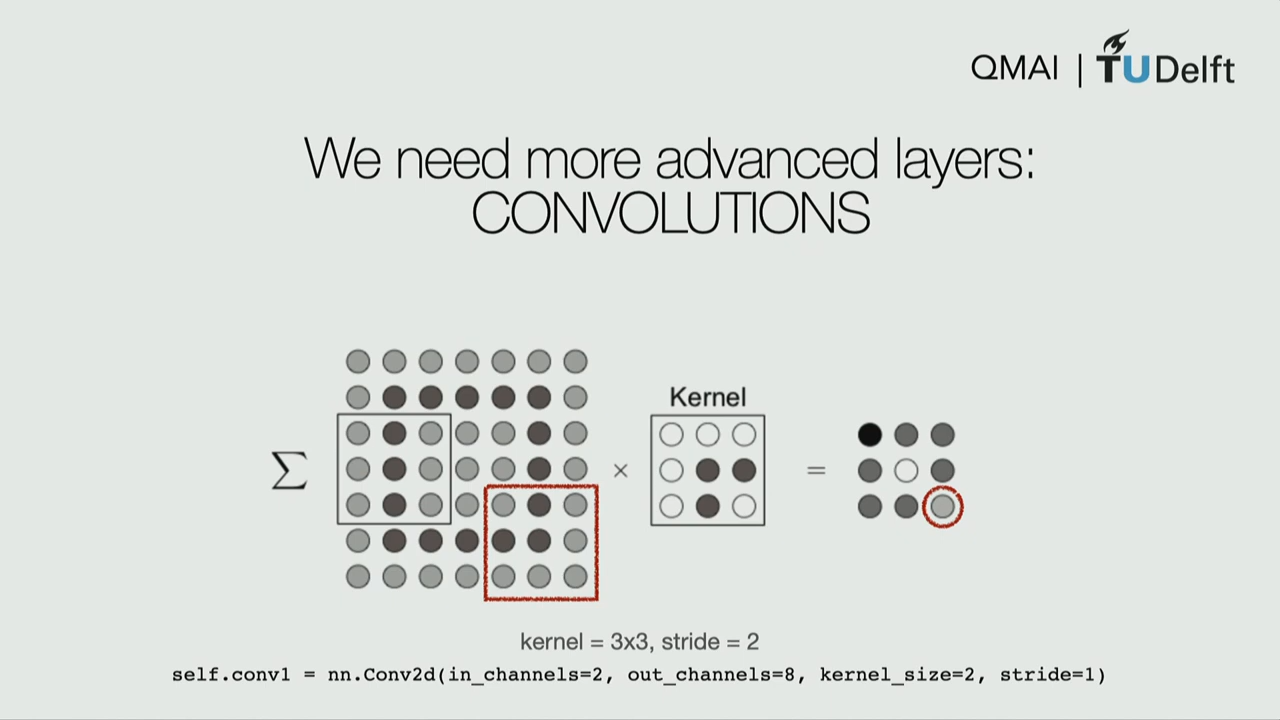 QMAI | TUDelft
We need more advanced layers:
CONVOLUTIONS
Kernel
∑
×
=
kernel = 3x3, stride = 2
self.conv1 = nn.Conv2d(in_channels=2, out_channels=8, kernel_size=2, stride=1)